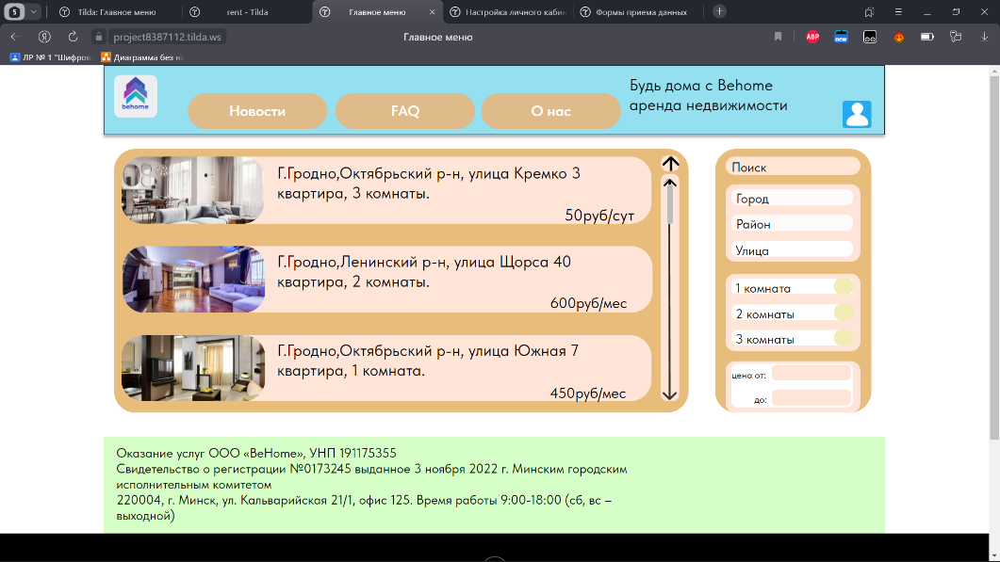 5
Tilda: Главное меню
rent - Tilda
Главное меню
Настройка личного кабин
Формы приема данных
project8387112.tilda.ws
Главное меню
ABP
new
ЛР № 1 "Шифров
Диаграмма без на
behome
Новости
FAQ
О нас
Будь дома с Behome
аренда недвижимости
Г.Гродно,Октябрьский р-н, улица Кремко 3
квартира, 3 комнаты.
50руб/сут
Г.Гродно,Ленинский р-н, улица Щорса 40
квартира, 2 комнаты.
600руб/мес
Г.Гродно,Октябрьский р-н, улица Южная 7
квартира, 1 комната.
450руб/мес
Поиск
Город
Район
Улица
1 комната
2 комнаты
3 комнаты
цена от:
до:
Оказание услуг ООО «BeHome», УНП 191175355
Свидетельство о регистрации №0173245 выданное 3 ноября 2022 г. Минским городским
исполнительным комитетом
220004, г. Минск, ул. Кальварийская 21/1, офис 125. Время работы 9:00-18:00 (сб, вс –
выходной)